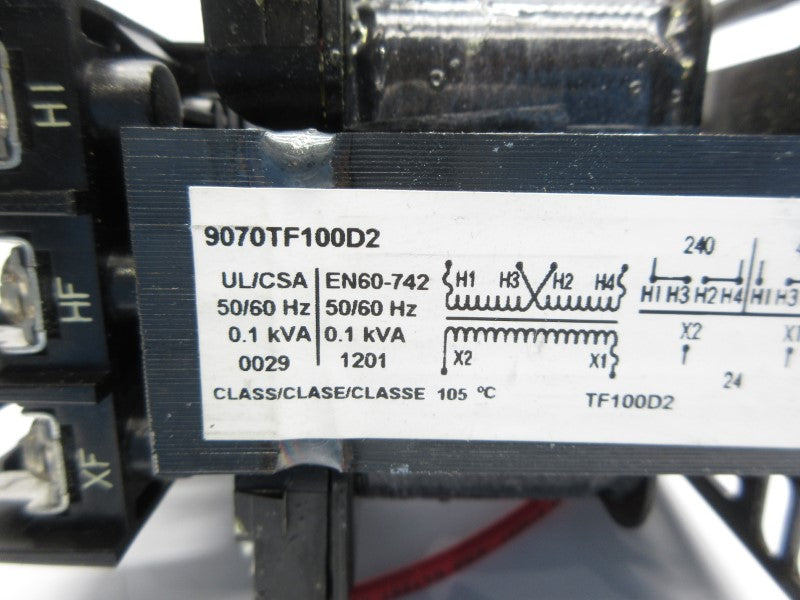 H1
HF
XF
9070TF100D2
UL/CSA EN60-742
50/60 Hz 50/60 Hz
0.1 kVA 0.1 kVA
0029 1201
CLASS/CLASE/CLASSE 105 °C
H1 H3 H2 H4
X2 X1
TF100D2
240
H1 H3 H2 H4 H1 H3
X2
24